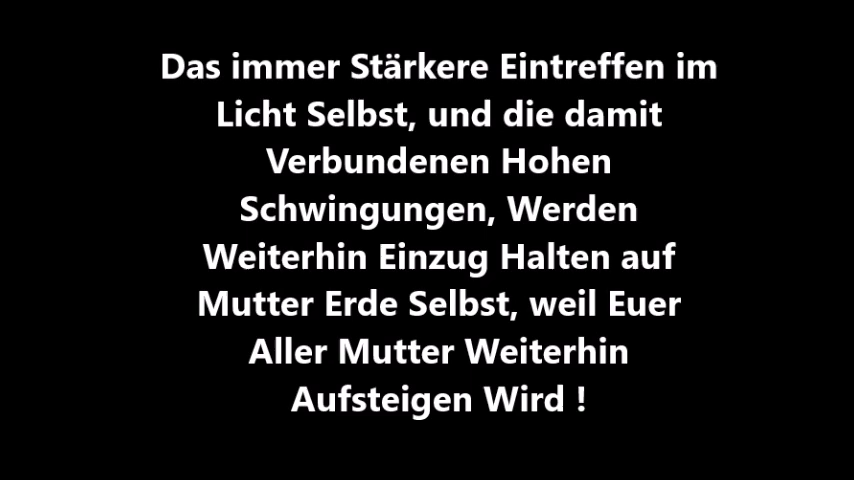 Das immer Stärkere Eintreffen im
Licht Selbst, und die damit
Verbundenen Hohen
Schwingungen, Werden
Weiterhin Einzug Halten auf
Mutter Erde Selbst, weil Euer
Aller Mutter Weiterhin
Aufsteigen Wird !